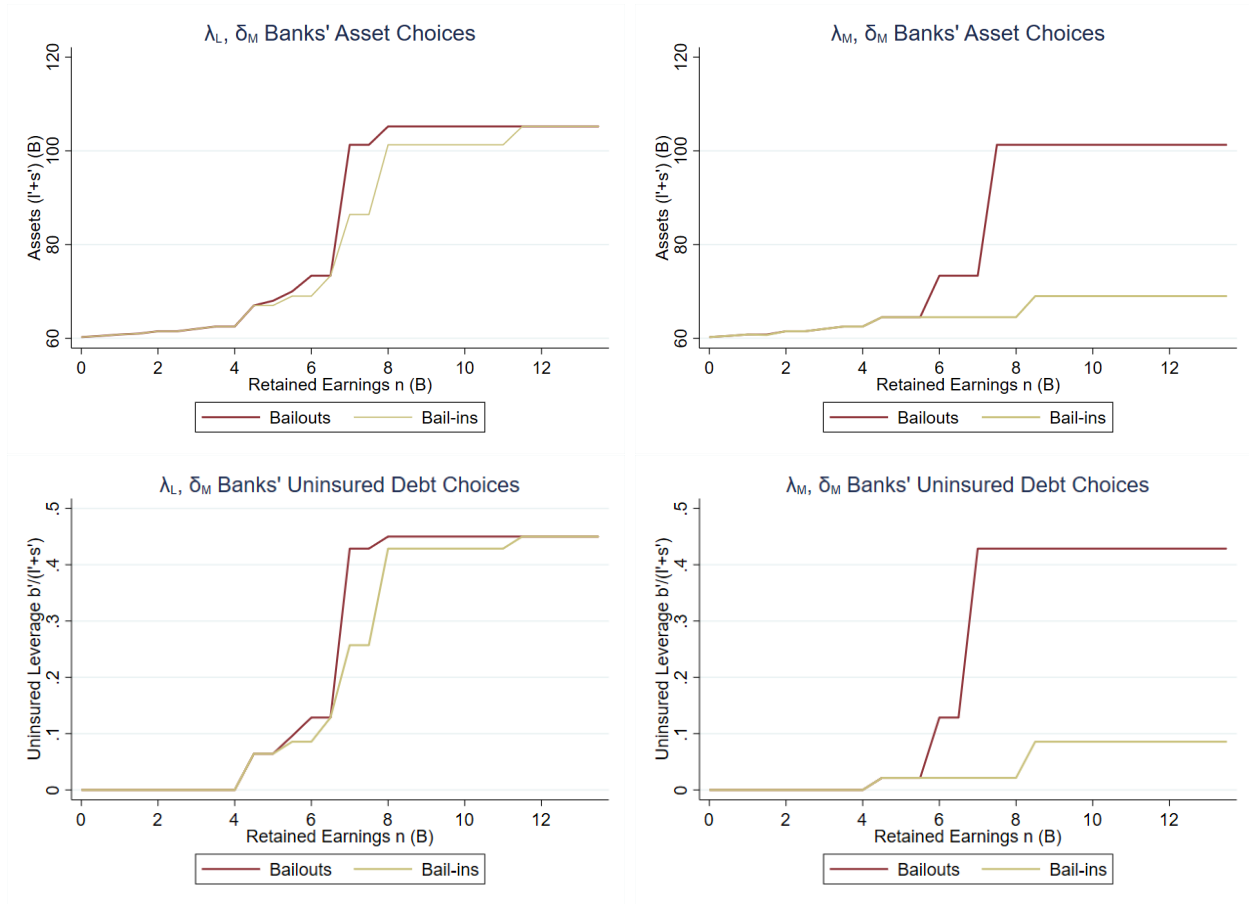 λL, δM Banks' Asset Choices
Assets (l'+s') (B)
120
100
80
60
0 2 4 6 8 10 12
Retained Earnings n (B)
Bailouts Bail-ins
λM, δM Banks' Asset Choices
Assets (l'+s') (B)
120
100
80
60
0 2 4 6 8 10 12
Retained Earnings n (B)
Bailouts Bail-ins
λL, δM Banks' Uninsured Debt Choices
Uninsured Leverage b'/(l'+s')
.5
.4
.3
.2
.1
0
0 2 4 6 8 10 12
Retained Earnings n (B)
Bailouts Bail-ins
λM, δM Banks' Uninsured Debt Choices
Uninsured Leverage b'/(l'+s')
.5
.4
.3
.2
.1
0
0 2 4 6 8 10 12
Retained Earnings n (B)
Bailouts Bail-ins